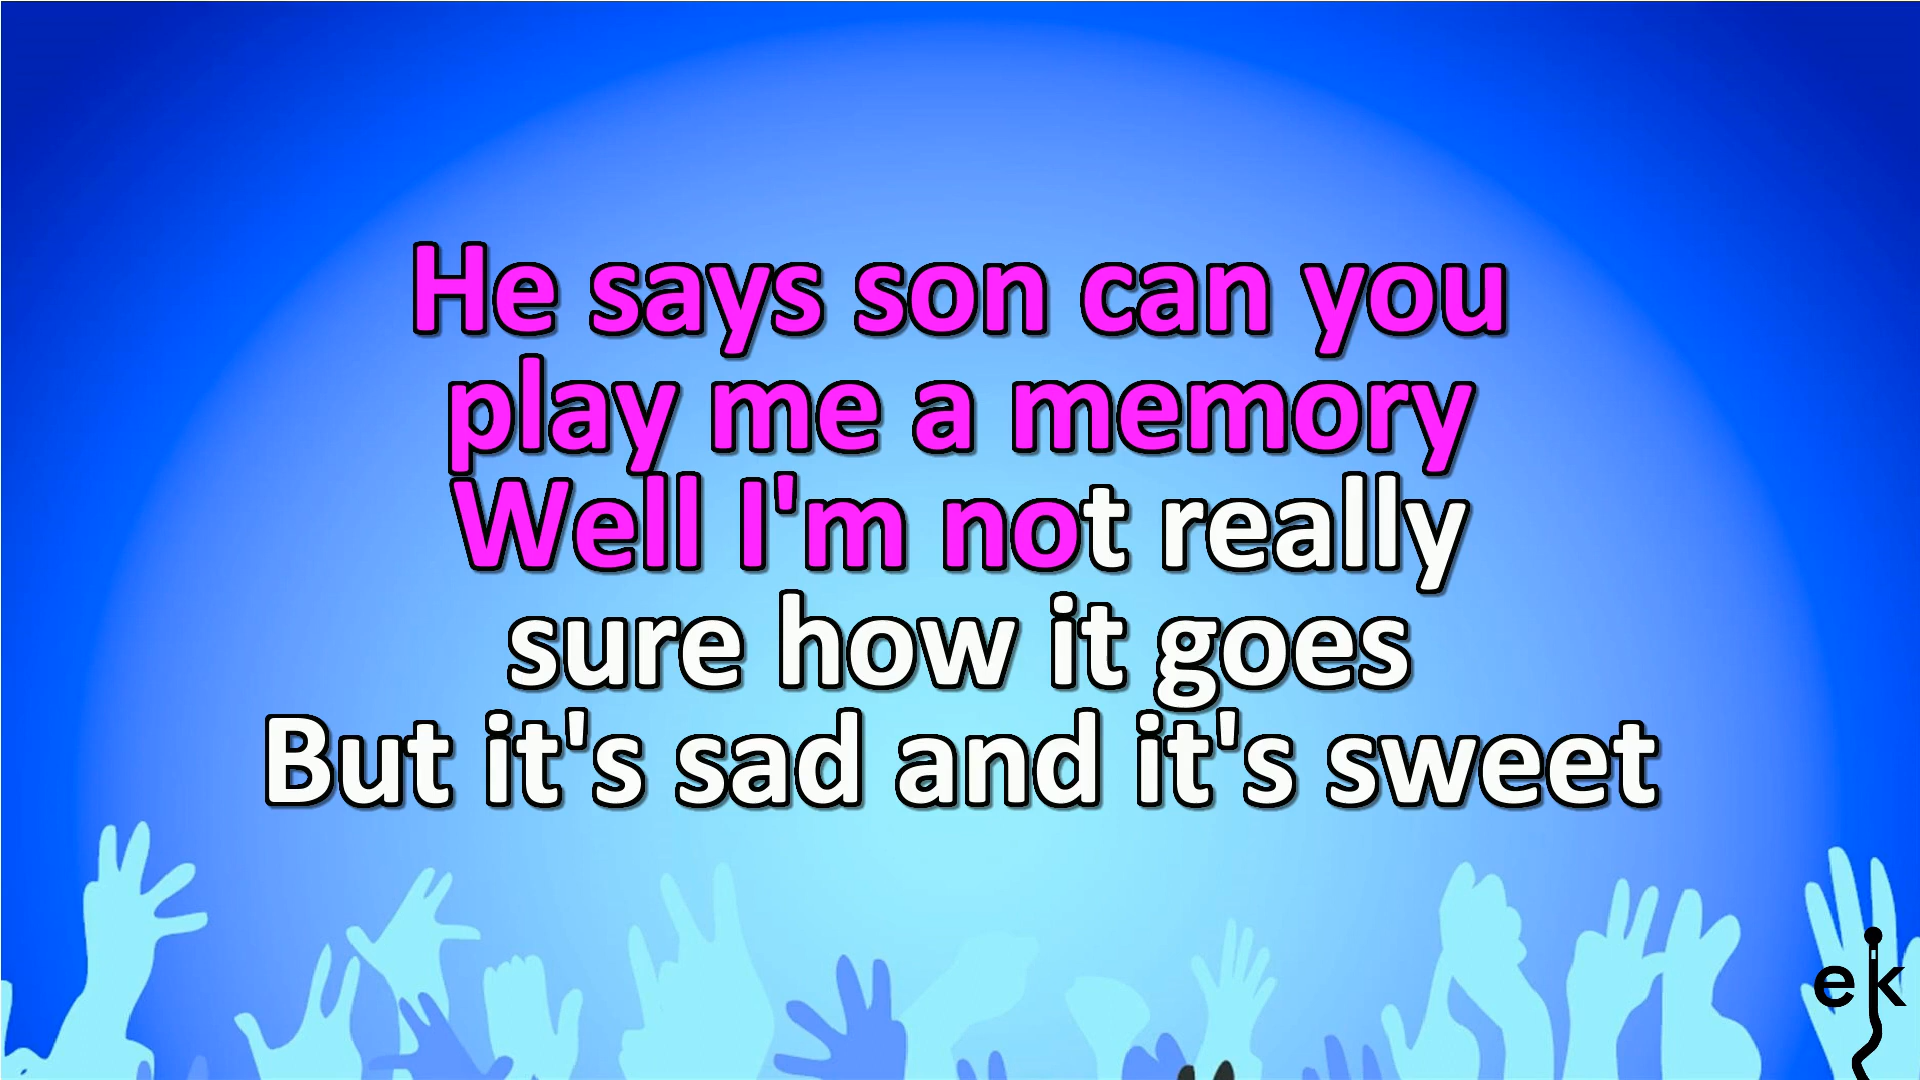 He says son can you
play me a memory
Well I'm not really
sure how it goes
But it's sad and it's sweet
ek